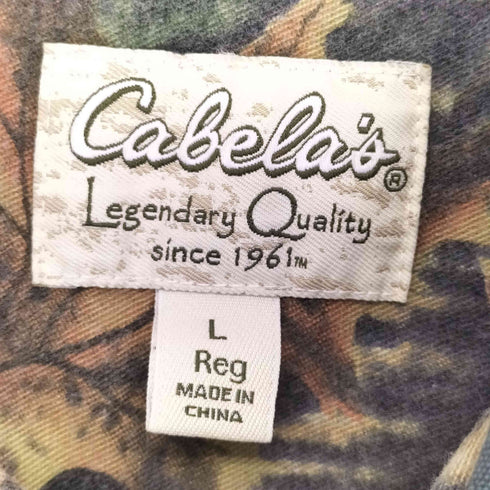 Cabela's®
Legendary Quality
since 1961™
L
Reg
MADE IN
CHINA